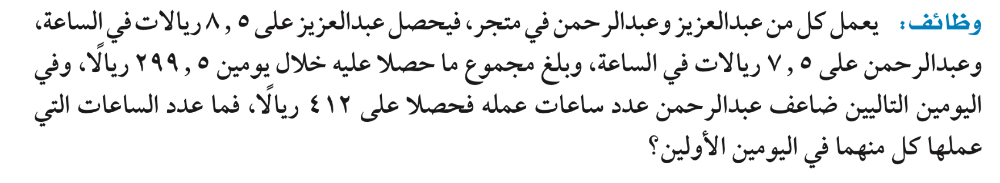 وظائف: يعمل كل من عبدالعزيز وعبدالرحمن في متجر، فيحصل عبدالعزيز على ٨,٥ ريالات في الساعة،
وعبدالرحمن على ٧,٥ ريالات في الساعة، وبلغ مجموع ما حصلا عليه خلال يومين ٢٩٩,٥ ريالًا، وفي
اليومين التاليين ضاعف عبدالرحمن عدد ساعات عمله فحصلا على ٤١٢ ريالًا، فما عدد الساعات التي
عملها كل منهما في اليومين الأولين؟